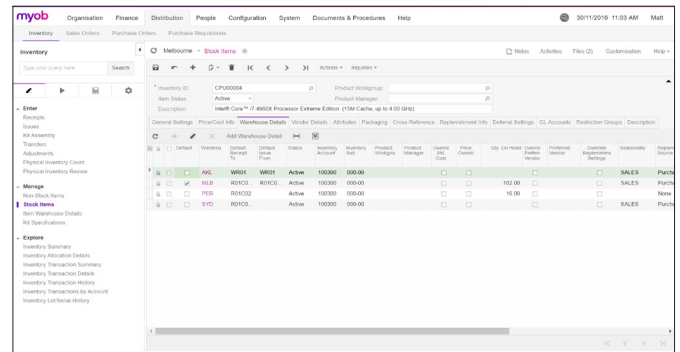 myob Organisation Finance Distribution People Configuration System Documents & Procedures Help 30/11/2016 11.03 AM Matt
Inventory Sales Orders Purchase Orders Purchase Requisitions
Inventory Melbourne Stock Items Notes Activities Files (2) Customisation Help
Type your query here Search
Actions Inquiries
* Inventory ID: CPU00004 Product Workgroup:
Item Status: Active Product Manager:
Description: Intel® Core™ i7-4960X Processor Extreme Edition (15M Cache, up to 4.00 GHz)
General Settings Price/Cost Info Warehouse Details Vendor Details Attributes Packaging Cross-Reference Replenishment Info Deferral Settings GL Accounts Restriction Groups Description
Add Warehouse Detail
Default Warehouse Default Receipt To Default Issue From Status Inventory Account Inventory Sub. Product Workgroup Product Manager Override Std. Cost Price Override Qty. On Hand Override Preferred Vendor Preferred Vendor Override Replenishment Settings Seasonality
AKL WR01 WR01 Active 100300 000-00 SALES Purcha
MLB R01C0... R01C0... Active 100300 000-00 102.00 SALES Purcha
PER R01C02 Active 100300 000-00 16.00 None
SYD R01C0... Active 100300 000-00 SALES Purcha
Enter
Receipts
Issues
Kit Assembly
Transfers
Adjustments
Physical Inventory Count
Physical Inventory Review
Manage
Non-Stock Items
Stock Items
Item Warehouse Details
Kit Specifications
Explore
Inventory Summary
Inventory Allocation Details
Inventory Transaction Summary
Inventory Transaction Details
Inventory Transaction History
Inventory Transactions by Account
Inventory Lot/Serial History